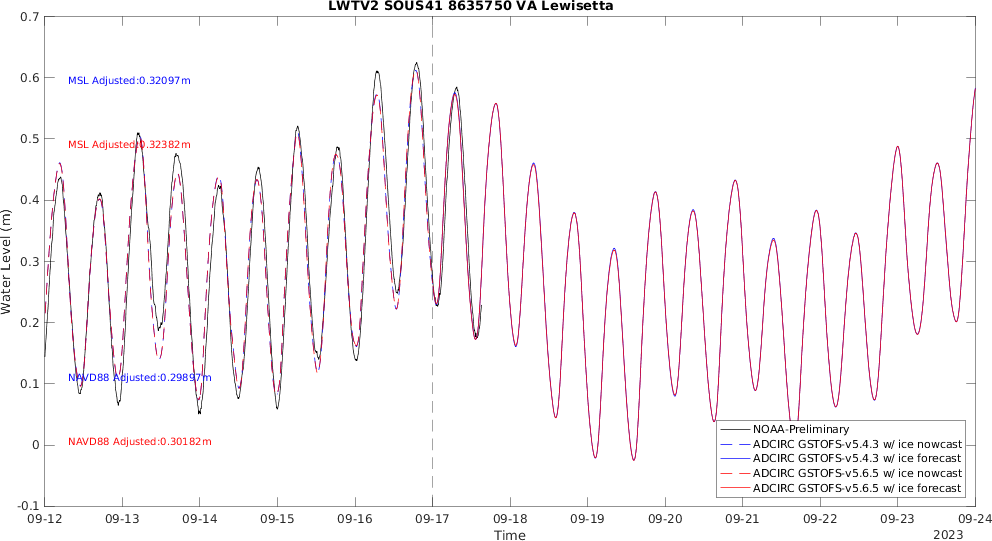 LWTV2 SOUS41 8635750 VA Lewisetta
0.7
0.6
0.5
0.4
0.3
0.2
0.1
0
-0.1
Water Level (m)
MSL Adjusted:0.32097m
MSL Adjusted:0.32382m
NAVD88 Adjusted:0.29897m
NAVD88 Adjusted:0.30182m
NOAA-Preliminary
ADCIRC GSTOFS-v5.4.3 w/ ice nowcast
ADCIRC GSTOFS-v5.4.3 w/ ice forecast
ADCIRC GSTOFS-v5.6.5 w/ ice nowcast
ADCIRC GSTOFS-v5.6.5 w/ ice forecast
09-12 09-13 09-14 09-15 09-16 09-17 09-18 09-19 09-20 09-21 09-22 09-23 09-24
Time
2023